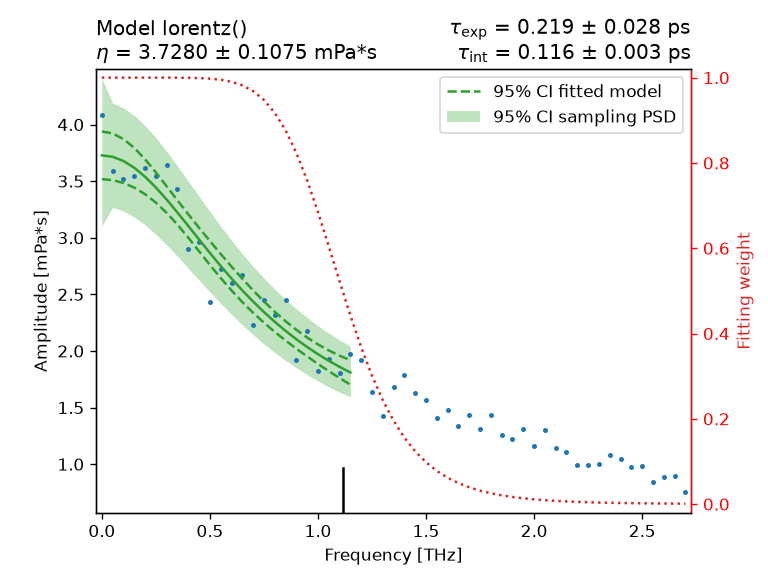 Model lorentz()
η = 3.7280 ± 0.1075 mPa*s
τexp = 0.219 ± 0.028 ps
τint = 0.116 ± 0.003 ps
95% CI fitted model
95% CI sampling PSD
Amplitude [mPa*s]
4.0
3.5
3.0
2.5
2.0
1.5
1.0
0.0
0.5
1.0
1.5
2.0
2.5
Frequency [THz]
1.0
0.8
0.6
0.4
0.2
0.0
Fitting weight